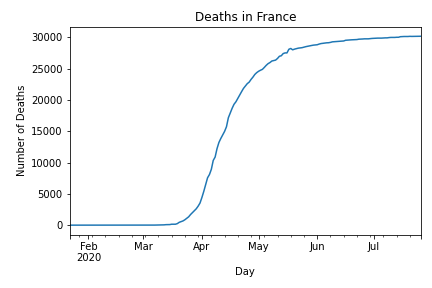 Deaths in France
Number of Deaths
30000
25000
20000
15000
10000
5000
0
Feb
2020
Mar
Apr
May
Jun
Jul
Day